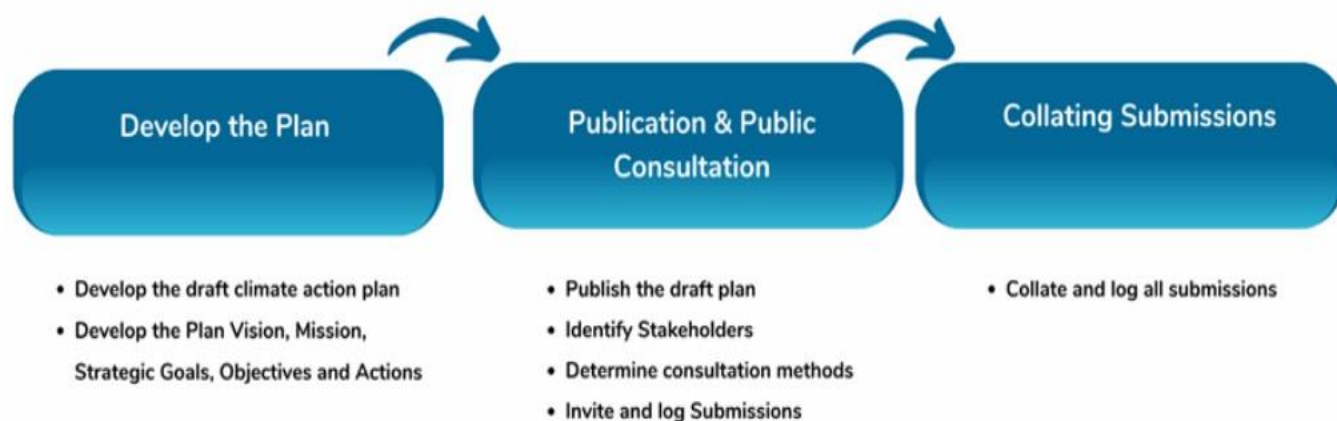 Develop the Plan
• Develop the draft climate action plan
• Develop the Plan Vision, Mission,
Strategic Goals, Objectives and Actions
Publication & Public
Consultation
• Publish the draft plan
• Identify Stakeholders
• Determine consultation methods
• Invite and log Submissions
Collating Submissions
• Collate and log all submissions